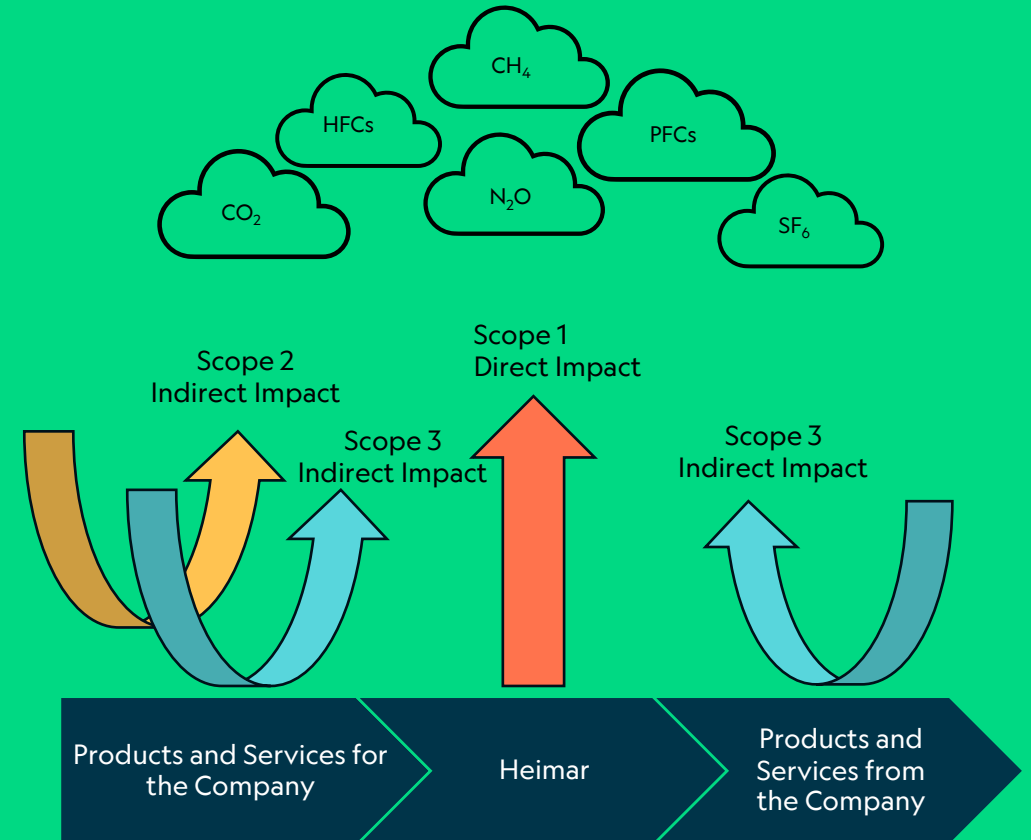 CH₄
HFCs
PFCs
CO₂
N₂O
SF₆
Scope 1
Direct Impact
Scope 2
Indirect Impact
Scope 3
Indirect Impact
Scope 3
Indirect Impact
Products and Services for
the Company
Heimar
Products and
Services from
the Company